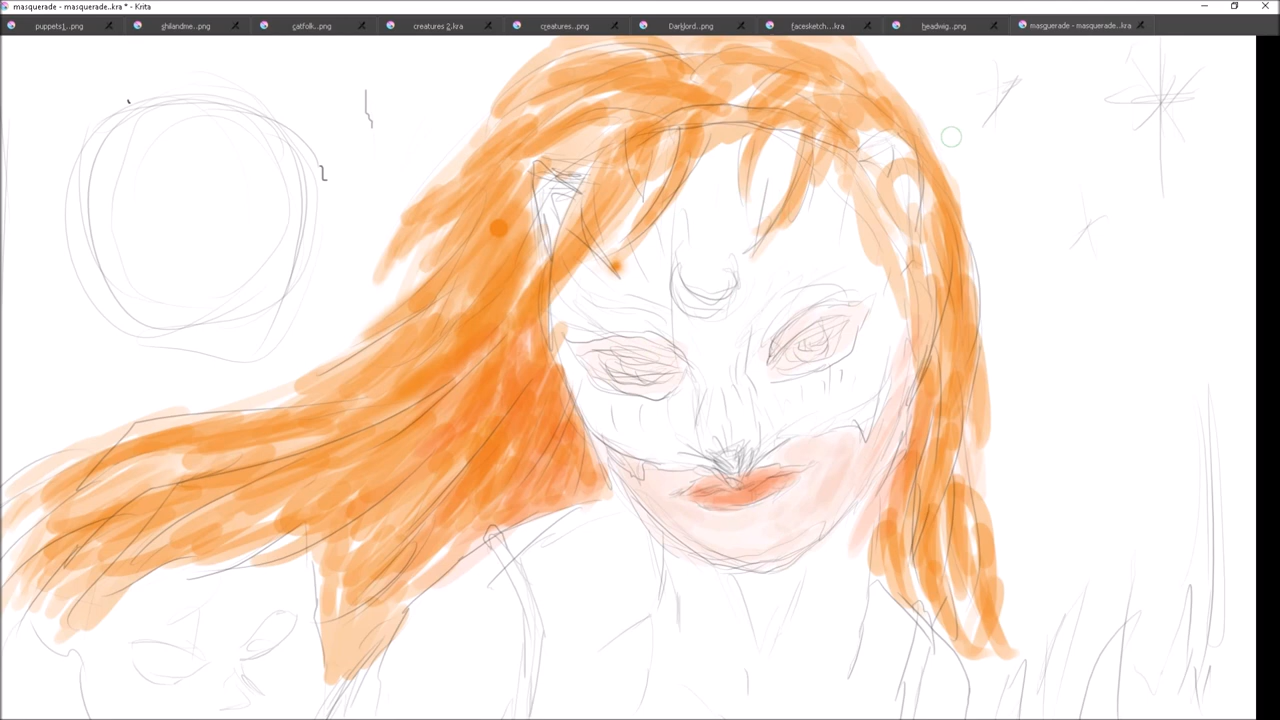 masquerade - masquerade..kra * - Krita
puppets1,..png shilandme..png catfolk,..png creatures 2.kra creatures..png Darklord..png facesketch...kra headwig..png masquerade - masquerade..kra